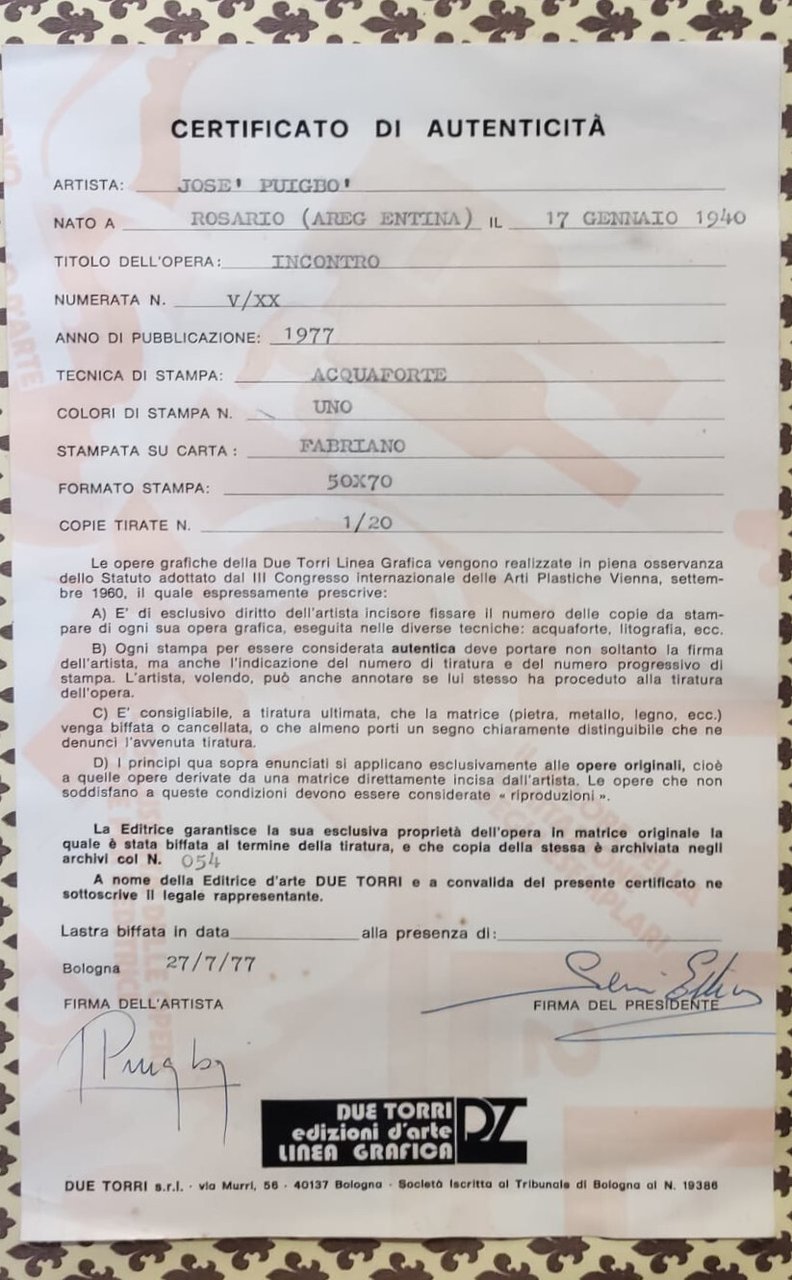 CERTIFICATO DI AUTENTICITÀ
ARTISTA: JOSE' PUIGBO'
NATO A ROSARIO (AREG ENTINA) IL 17 GENNAIO 1940
TITOLO DELL'OPERA: INCONTRO
NUMERATA N. V/XX
ANNO DI PUBBLICAZIONE: 1977
TECNICA DI STAMPA: ACQUAFORTE
COLORI DI STAMPA N. UNO
STAMPATA SU CARTA: FABRIANO
FORMATO STAMPA: 50X70
COPIE TIRATE N. 1/20
Le opere grafiche della Due Torri Linea Grafica vengono realizzate in piena osservanza
dello Statuto adottato dal III Congresso internazionale delle Arti Plastiche Vienna, settem-
bre 1960, il quale espressamente prescrive:
A) E' di esclusivo diritto dell'artista incisore fissare il numero delle copie da stam-
pare di ogni sua opera grafica, eseguita nelle diverse tecniche: acquaforte, litografia, ecc.
B) Ogni stampa per essere considerata autentica deve portare non soltanto la firma
dell'artista, ma anche l'indicazione del numero di tiratura e del numero progressivo di
stampa. L'artista, volendo, può anche annotare se lui stesso ha proceduto alla tiratura
dell'opera.
C) E' consigliabile, a tiratura ultimata, che la matrice (pietra, metallo, legno, ecc.)
venga biffata o cancellata, o che almeno porti un segno chiaramente distinguibile che ne
denunci l'avvenuta tiratura.
D) I principi qua sopra enunciati si applicano esclusivamente alle opere originali, cioè
a quelle opere derivate da una matrice direttamente incisa dall'artista. Le opere che non
soddisfano a queste condizioni devono essere considerate « riproduzioni ».
La Editrice garantisce la sua esclusiva proprietà dell'opera in matrice originale la
quale è stata biffata al termine della tiratura, e che copia della stessa è archiviata negli
archivi col N. 054
A nome della Editrice d'arte DUE TORRI e a convalida del presente certificato ne
sottoscrive il legale rappresentante.
Lastra biffata in data alla presenza di:
Bologna 27/7/77
FIRMA DELL'ARTISTA FIRMA DEL PRESIDENTE
DUE TORRI
edizioni d'arte
LINEA GRAFICA
DUE TORRI s.r.l. · via Murri, 56 · 40137 Bologna · Società Iscritta al Tribunale di Bologna al N. 19386